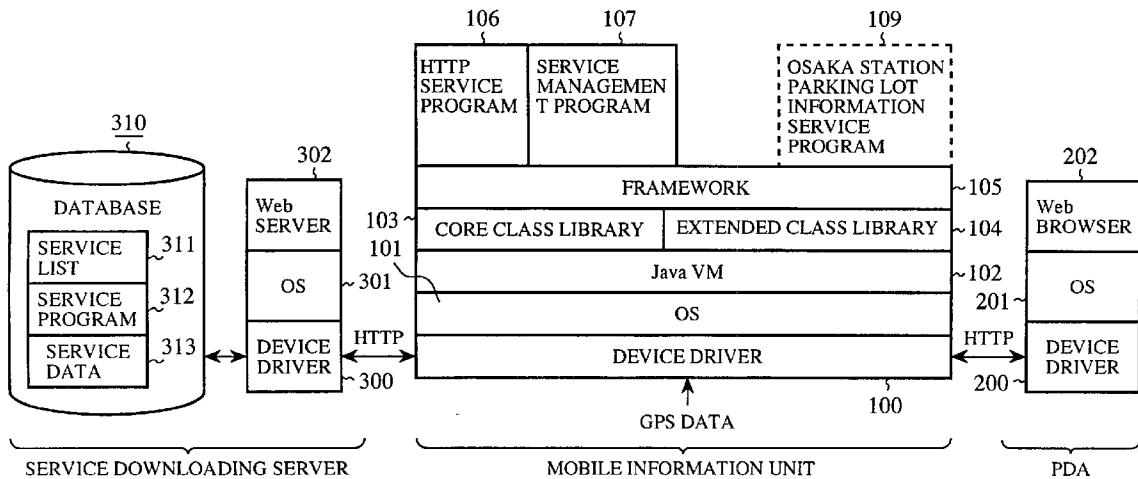 106
107
109
HTTP
SERVICE
PROGRAM
SERVICE
MANAGEMEN
T PROGRAM
OSAKA STATION
PARKING LOT
INFORMATION
SERVICE
PROGRAM
310
302
202
DATABASE
SERVICE
LIST
311
SERVICE
PROGRAM
312
SERVICE
DATA
313
Web
SERVER
OS
301
DEVICE
DRIVER
300
HTTP
FRAMEWORK
105
103
CORE CLASS LIBRARY
EXTENDED CLASS LIBRARY
104
101
Java VM
102
OS
DEVICE DRIVER
100
GPS DATA
HTTP
Web
BROWSER
201
OS
DEVICE
DRIVER
200
SERVICE DOWNLOADING SERVER
MOBILE INFORMATION UNIT
PDA